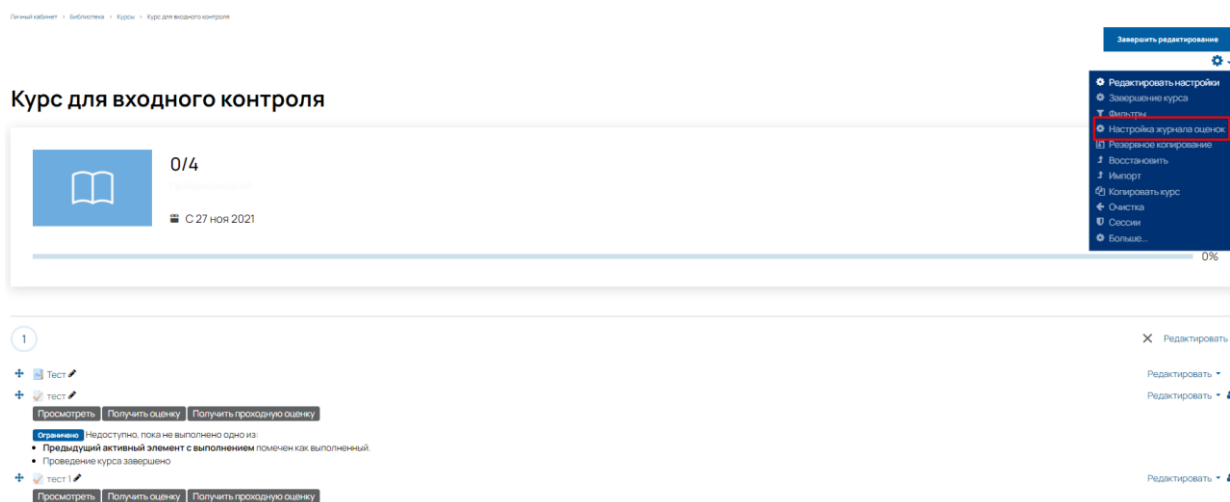 Личный кабинет > Библиотека > Курсы > Курс для входного контроля
Завершить редактирование
Редактировать настройки
Курс для входного контроля
Завершение курса
Фильтры
Настройка журнала оценок
0/4
Резервное копирование
Восстановить
Импорт
Копировать курс
Очистка
С 27 ноя 2021
Сессии
Больше...
0%
1
Редактировать
Тест
Редактировать
тест
Редактировать
Просмотреть Получить оценку Получить проходную оценку
Ограничено Недоступно, пока не выполнено одно из:
Предыдущий активный элемент с выполнением помечен как выполненный.
Проведение курса завершено
тест 1
Редактировать
Просмотреть Получить оценку Получить проходную оценку